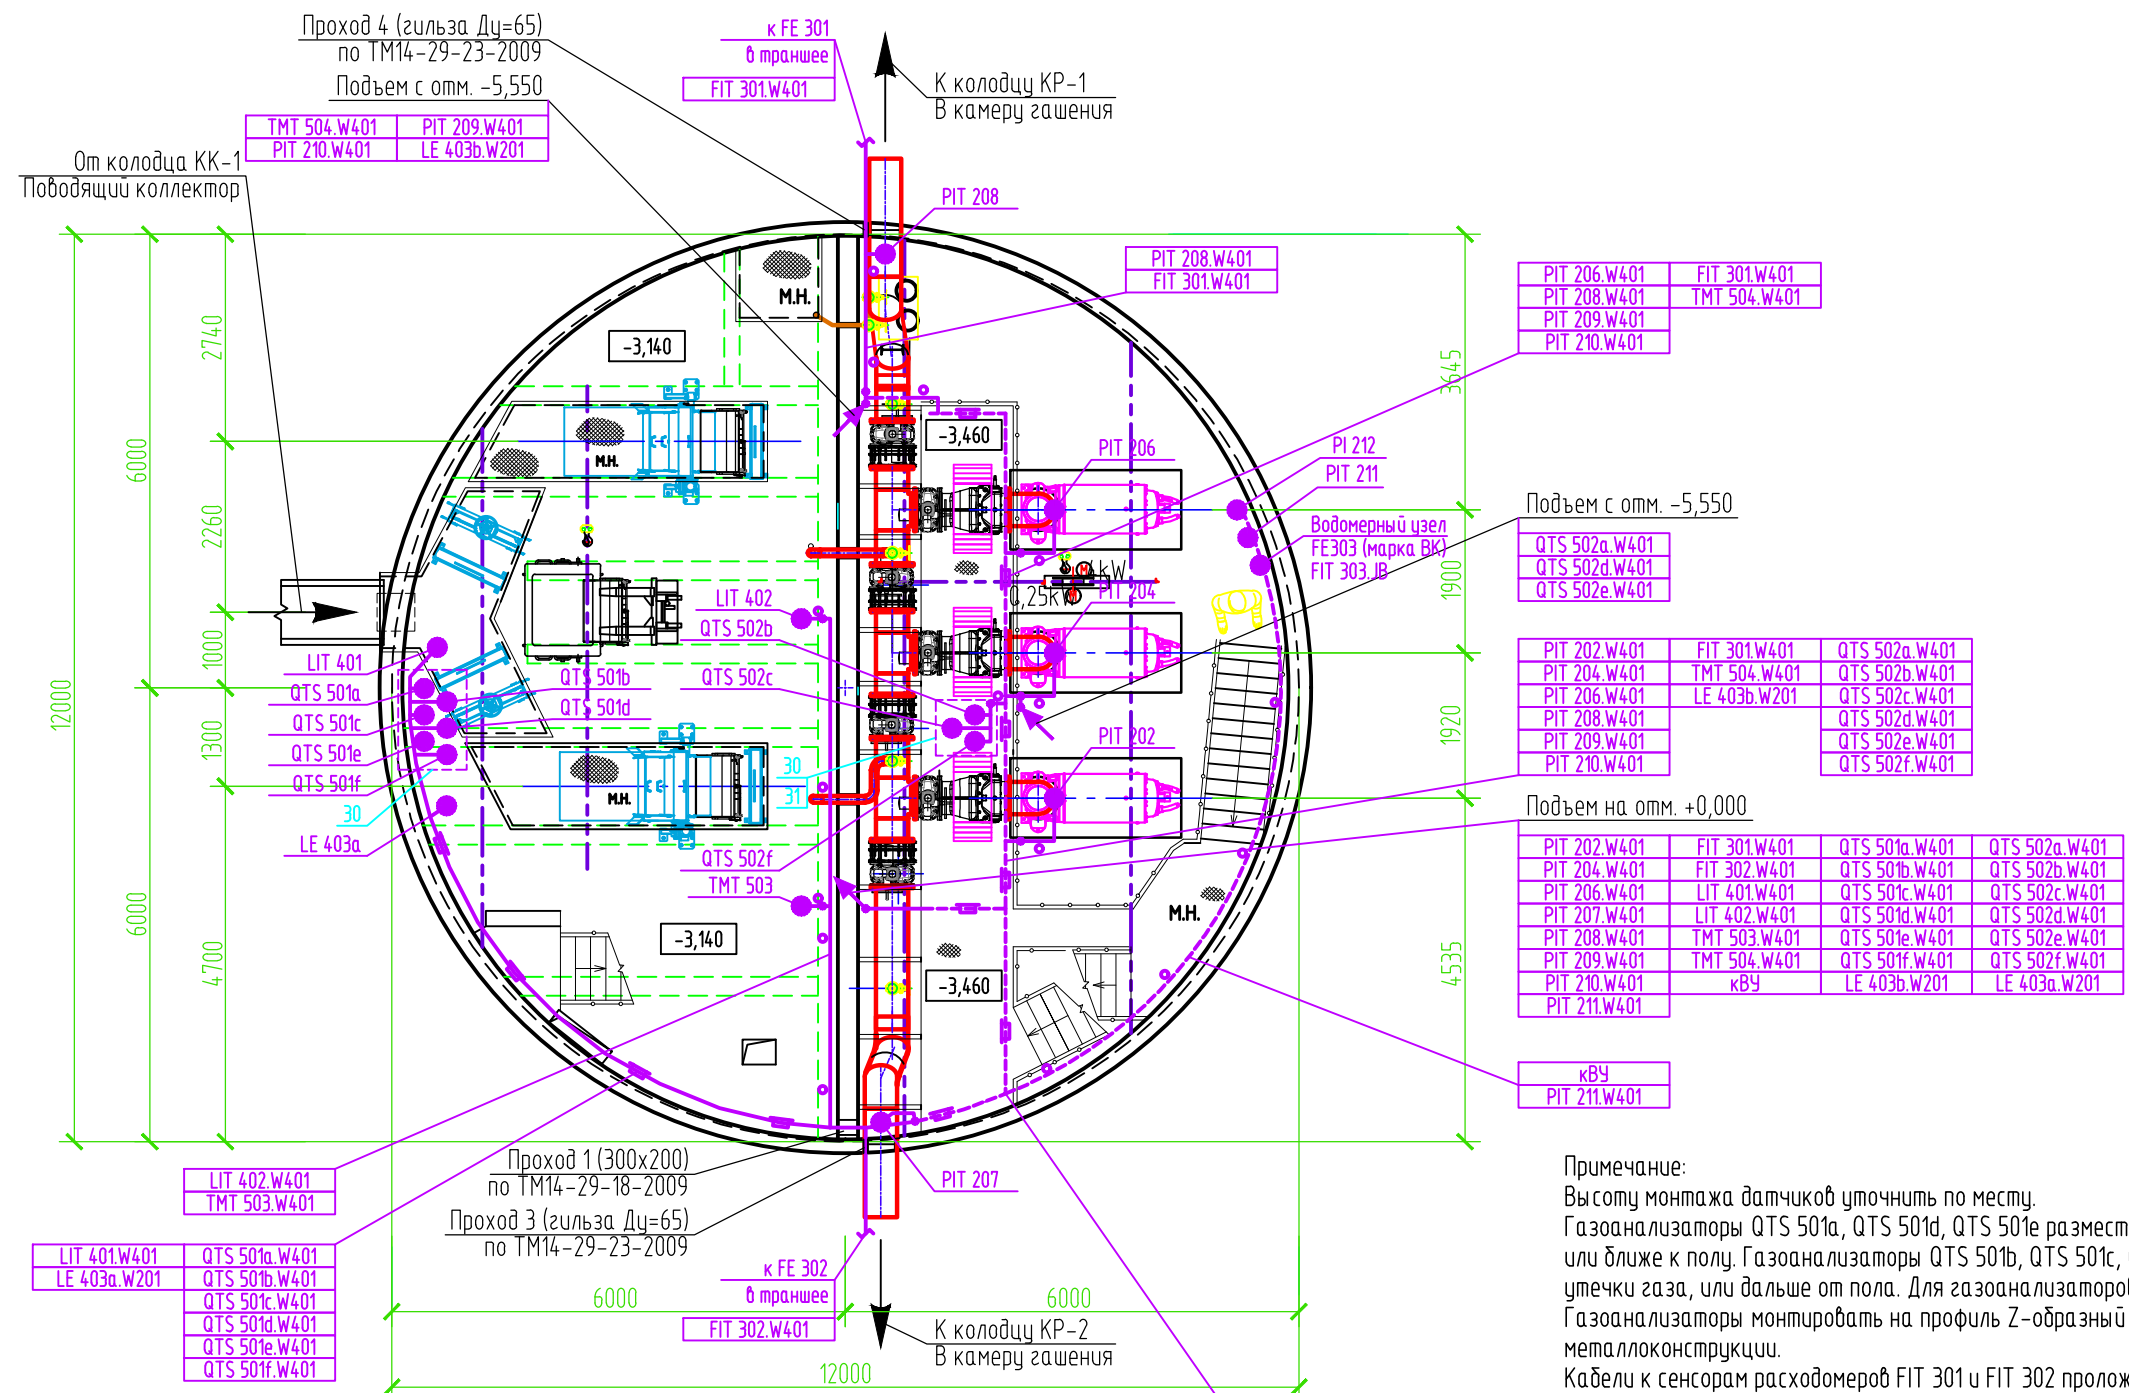 Проход 4 (гильза Ду=65)
по ТМ14-29-23-2009
Подъем с отм. -5,550
TMT 504.W401 PIT 209.W401
PIT 210.W401 LE 403b.W201
От колодца КК-1
Поводящий коллектор
к FE 301
в траншее
FIT 301.W401
К колодцу КР-1
В камеру гашения
PIT 208
PIT 208.W401
FIT 301.W401
PIT 206.W401 FIT 301.W401
PIT 208.W401 TMT 504.W401
PIT 209.W401
PIT 210.W401
М.Н.
-3,140
2740
3645
6000
-3,460
М.Н.
PIT 206
PI 212
PIT 211
2260
Водомерный узел
FE303 (марка ВК)
FIT 303.JB
1900
Подъем с отм. -5,550
QTS 502a.W401
QTS 502d.W401
QTS 502e.W401
kW
0,25kW
PIT 204
LIT 402
QTS 502b
QTS 502c
1000
LIT 401
QTS 501a
QTS 501b
QTS 501c
QTS 501d
QTS 501e
QTS 501f
30
LE 403a
12000
1300
1920
PIT 202
30
31
М.Н.
QTS 502f
TMT 503
PIT 202.W401 FIT 301.W401 QTS 502a.W401
PIT 204.W401 TMT 504.W401 QTS 502b.W401
PIT 206.W401 LE 403b.W201 QTS 502c.W401
PIT 208.W401 QTS 502d.W401
PIT 209.W401 QTS 502e.W401
PIT 210.W401 QTS 502f.W401
Подъем на отм. +0,000
PIT 202.W401 FIT 301.W401 QTS 501a.W401 QTS 502a.W401
PIT 204.W401 FIT 302.W401 QTS 501b.W401 QTS 502b.W401
PIT 206.W401 LIT 401.W401 QTS 501c.W401 QTS 502c.W401
PIT 207.W401 LIT 402.W401 QTS 501d.W401 QTS 502d.W401
PIT 208.W401 TMT 503.W401 QTS 501e.W401 QTS 502e.W401
PIT 209.W401 TMT 504.W401 QTS 501f.W401 QTS 502f.W401
PIT 210.W401 кВУ LE 403b.W201 LE 403a.W201
PIT 211.W401
6000
4700
-3,140
-3,460
М.Н.
4535
кВУ
PIT 211.W401
Проход 1 (300х200)
по ТМ14-29-18-2009
Проход 3 (гильза Ду=65)
по ТМ14-29-23-2009
PIT 207
LIT 402.W401
TMT 503.W401
LIT 401.W401 QTS 501a.W401
LE 403a.W201 QTS 501b.W401
QTS 501c.W401
QTS 501d.W401
QTS 501e.W401
QTS 501f.W401
к FE 302
в траншее
FIT 302.W401
6000
6000
12000
К колодцу КР-2
В камеру гашения
Примечание:
Высоту монтажа датчиков уточнить по месту.
Газоанализаторы QTS 501a, QTS 501d, QTS 501e размест
или ближе к полу. Газоанализаторы QTS 501b, QTS 501c,
утечки газа, или дальше от пола. Для газоанализаторов
Газоанализаторы монтировать на профиль Z-образный
металлоконструкции.
Кабели к сенсорам расходомеров FIT 301 и FIT 302 пролож